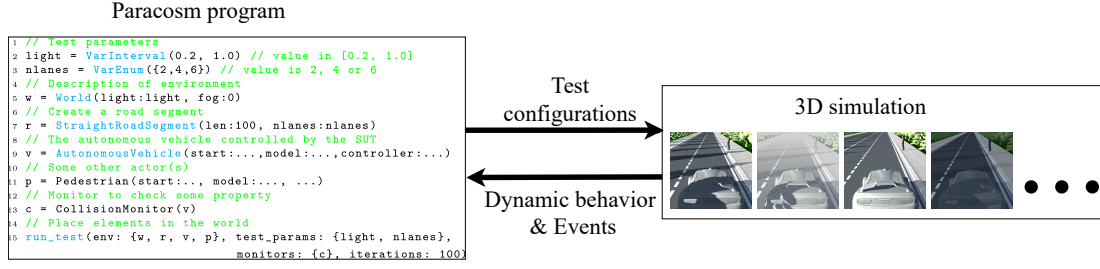 Paracosm program
1 // Test parameters
2 light = VarInterval(0.2, 1.0) // value in [0.2, 1.0]
3 nlanes = VarEnum({2,4,6}) // value is 2, 4 or 6
4 // Description of environment
5 w = World(light:light, fog:0)
6 // Create a road segment
7 r = StraightRoadSegment(len:100, nlanes:nlanes)
8 // The autonomous vehicle controlled by the SUT
9 v = AutonomousVehicle(start:...,model:...,controller:...)
10 // Some other actor(s)
11 p = Pedestrian(start:.., model:..., ...)
12 // Monitor to check some property
13 c = CollisionMonitor(v)
14 // Place elements in the world
15 run_test(env: {w, r, v, p}, test_params: {light, nlanes},
monitors: {c}, iterations: 100)
Test
configurations
Dynamic behavior
& Events
3D simulation